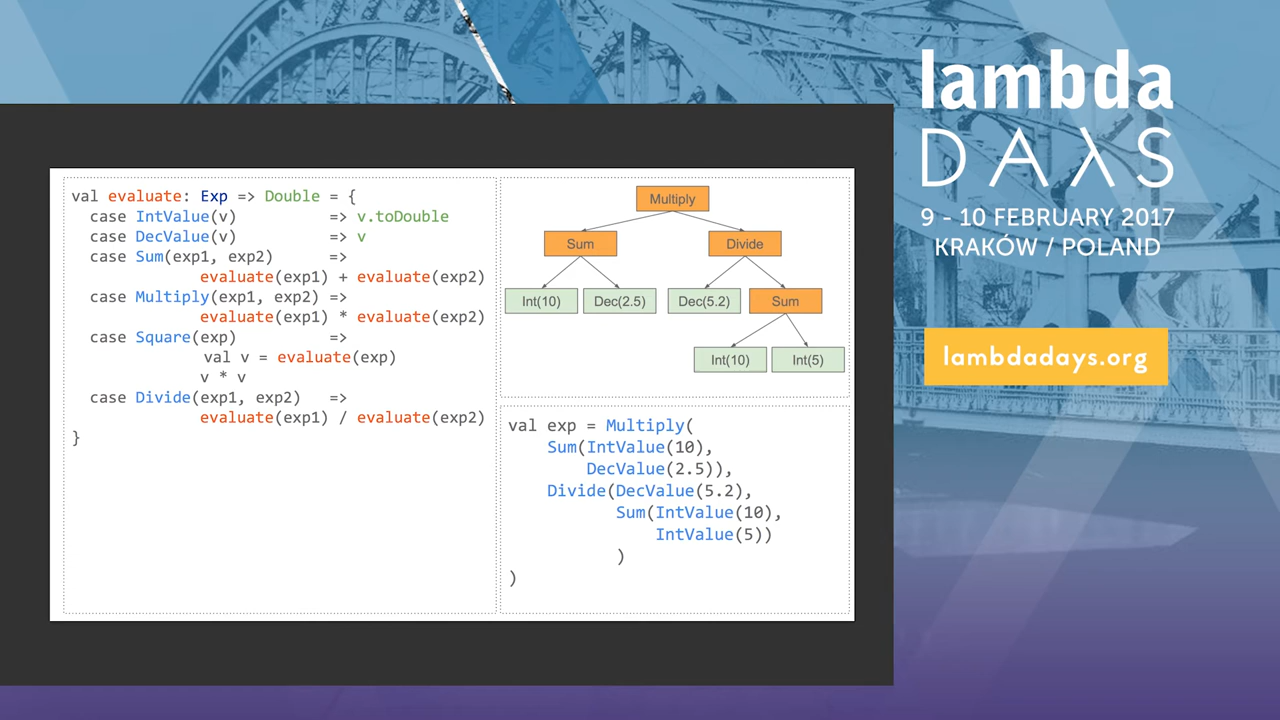 val evaluate: Exp => Double = {
  case IntValue(v)          => v.toDouble
  case DecValue(v)          => v
  case Sum(exp1, exp2)      =>
              evaluate(exp1) + evaluate(exp2)
  case Multiply(exp1, exp2) =>
              evaluate(exp1) * evaluate(exp2)
  case Square(exp)          =>
              val v = evaluate(exp)
              v * v
  case Divide(exp1, exp2)   =>
              evaluate(exp1) / evaluate(exp2)
}
Multiply
Sum
Divide
Int(10)
Dec(2.5)
Dec(5.2)
Sum
Int(10)
Int(5)
val exp = Multiply(
    Sum(IntValue(10),
        DecValue(2.5)),
    Divide(DecValue(5.2),
           Sum(IntValue(10),
               IntValue(5))
           )
)
lambda
DAλS
9 - 10 FEBRUARY 2017
KRAKÓW / POLAND
lambdadays.org